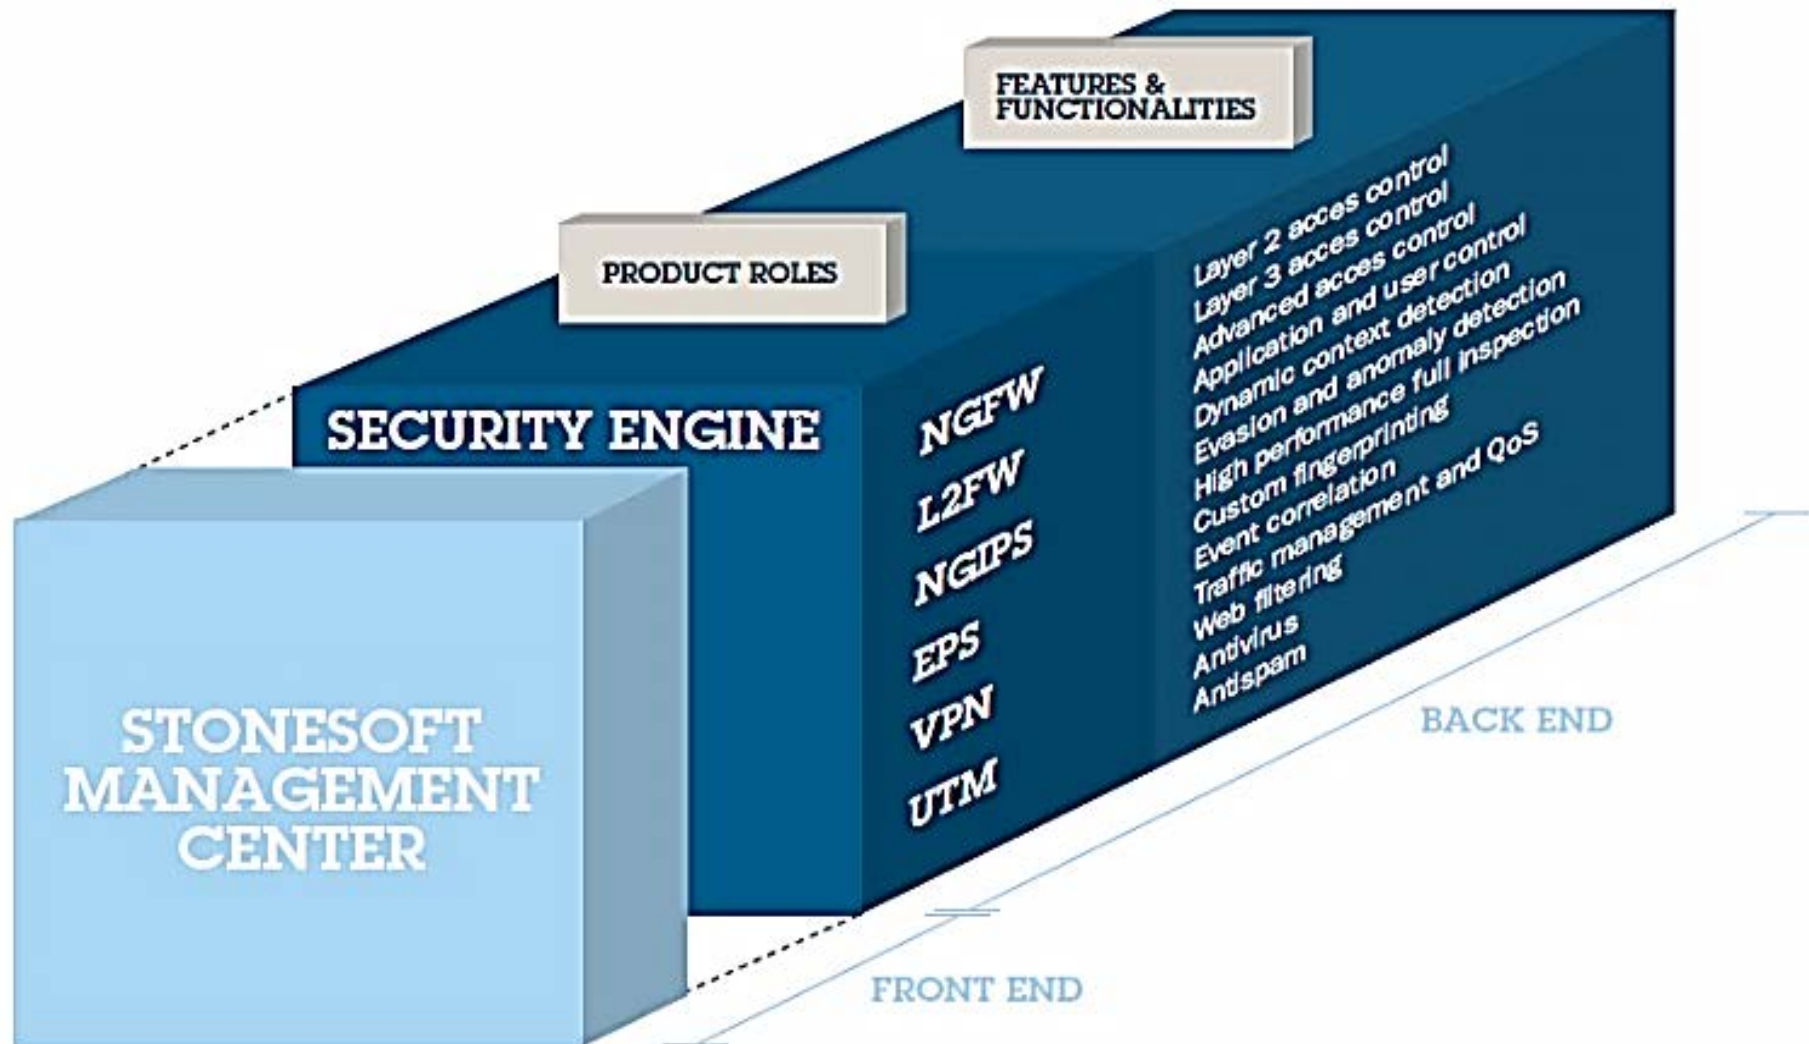 FEATURES &
FUNCTIONALITIES
PRODUCT ROLES
SECURITY ENGINE
STONESOFT
MANAGEMENT
CENTER
NGFW
L2FW
NGIPS
EPS
VPN
UTM
Layer 2 acces control
Layer 3 acces control
Advanced acces control
Application and user control
Dynamic context detection
Evasion and anomaly detection
High performance full inspection
Custom fingerprinting
Event correlation
Traffic management and QoS
Web filtering
Antivirus
Antispam
BACK END
FRONT END